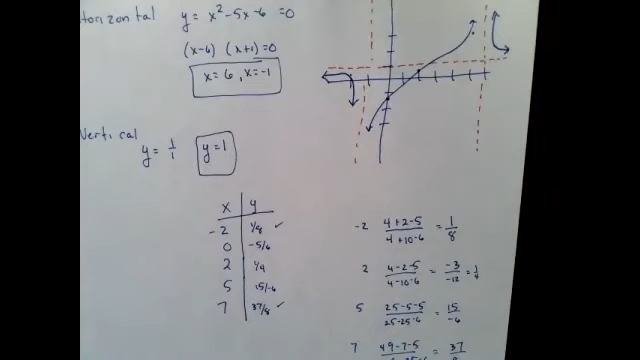 y = x² - 5x - 6 = 0
(x-6) (x+1) = 0
x = 6, x = -1
y = 1/1
y = 1
x | y
-2 | 1/8 ✓
0 | -5/-6
2 | 1/4
5 | 15/-6
7 | 37/8 ✓
-2 (4+2-5)/(4+10-6) = 1/8
2 (4-2-5)/(4-10-6) = -3/-12 = 1/4
5 (25-5-5)/(25-25-6) = 15/-6
7 49-7-5 = 37